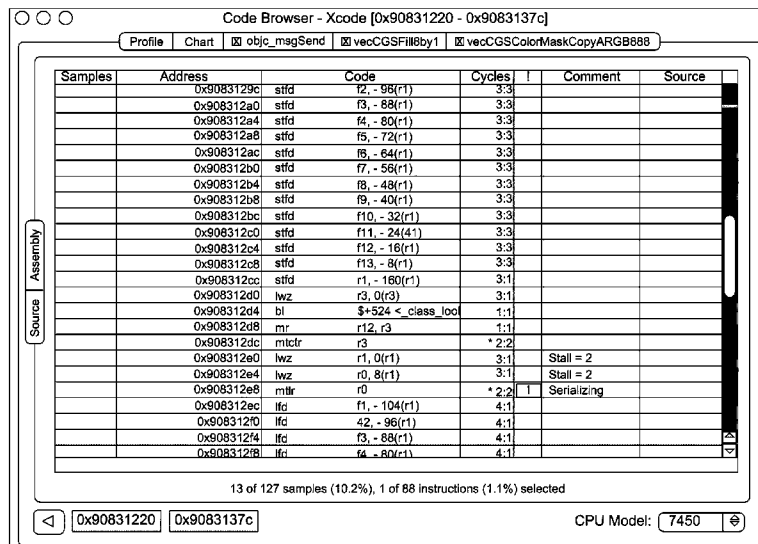 Code Browser - Xcode [0x90831220 - 0x9083137c]
Profile Chart ☒ objc_msgSend ☒ vecCGSFill8by1 ☒ vecCGSColorMaskCopyARGB888
Samples Address Code Cycles ! Comment Source
0x9083129c stfd f2, - 96(r1) 3:3
0x908312a0 stfd f3, - 88(r1) 3:3
0x908312a4 stfd f4, - 80(r1) 3:3
0x908312a8 stfd f5, - 72(r1) 3:3
0x908312ac stfd f6, - 64(r1) 3:3
0x908312b0 stfd f7, - 56(r1) 3:3
0x908312b4 stfd f8, - 48(r1) 3:3
0x908312b8 stfd f9, - 40(r1) 3:3
0x908312bc stfd f10, - 32(r1) 3:3
0x908312c0 stfd f11, - 24(41) 3:3
0x908312c4 stfd f12, - 16(r1) 3:3
0x908312c8 stfd f13, - 8(r1) 3:3
0x908312cc stfd r1, - 160(r1) 3:1
0x908312d0 lwz r3, 0(r3) 3:1
0x908312d4 bl $+524 <_class_lool 1:1
0x908312d8 mr r12, r3 1:1
0x908312dc mtctr r3 * 2:2
0x908312e0 lwz r1, 0(r1) 3:1 Stall = 2
0x908312e4 lwz r0, 8(r1) 3:1 Stall = 2
0x908312e8 mtlr r0 * 2:2 1 Serializing
0x908312ec lfd f1, - 104(r1) 4:1
0x908312f0 lfd 42, - 96(r1) 4:1
0x908312f4 lfd f3, - 88(r1) 4:1
0x908312f8 lfd f4, - 80(r1) 4:1
Source Assembly
13 of 127 samples (10.2%), 1 of 88 instructions (1.1%) selected
0x90831220 0x9083137c CPU Model: 7450